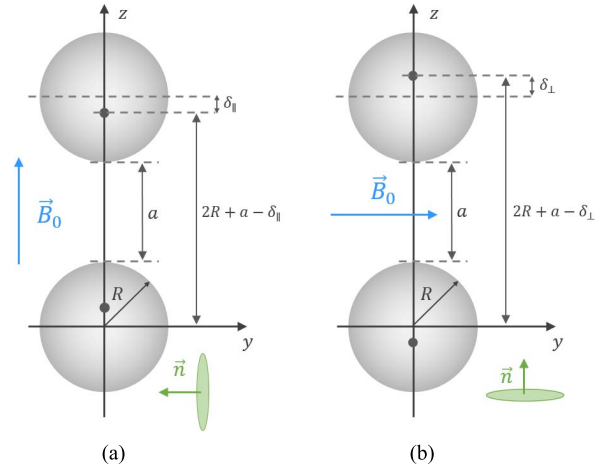 z
z
δ∥
δ⊥
B⃗₀
a
2R + a − δ∥
B⃗₀
a
2R + a − δ⊥
R
R
y
y
n⃗
n⃗
(a)
(b)